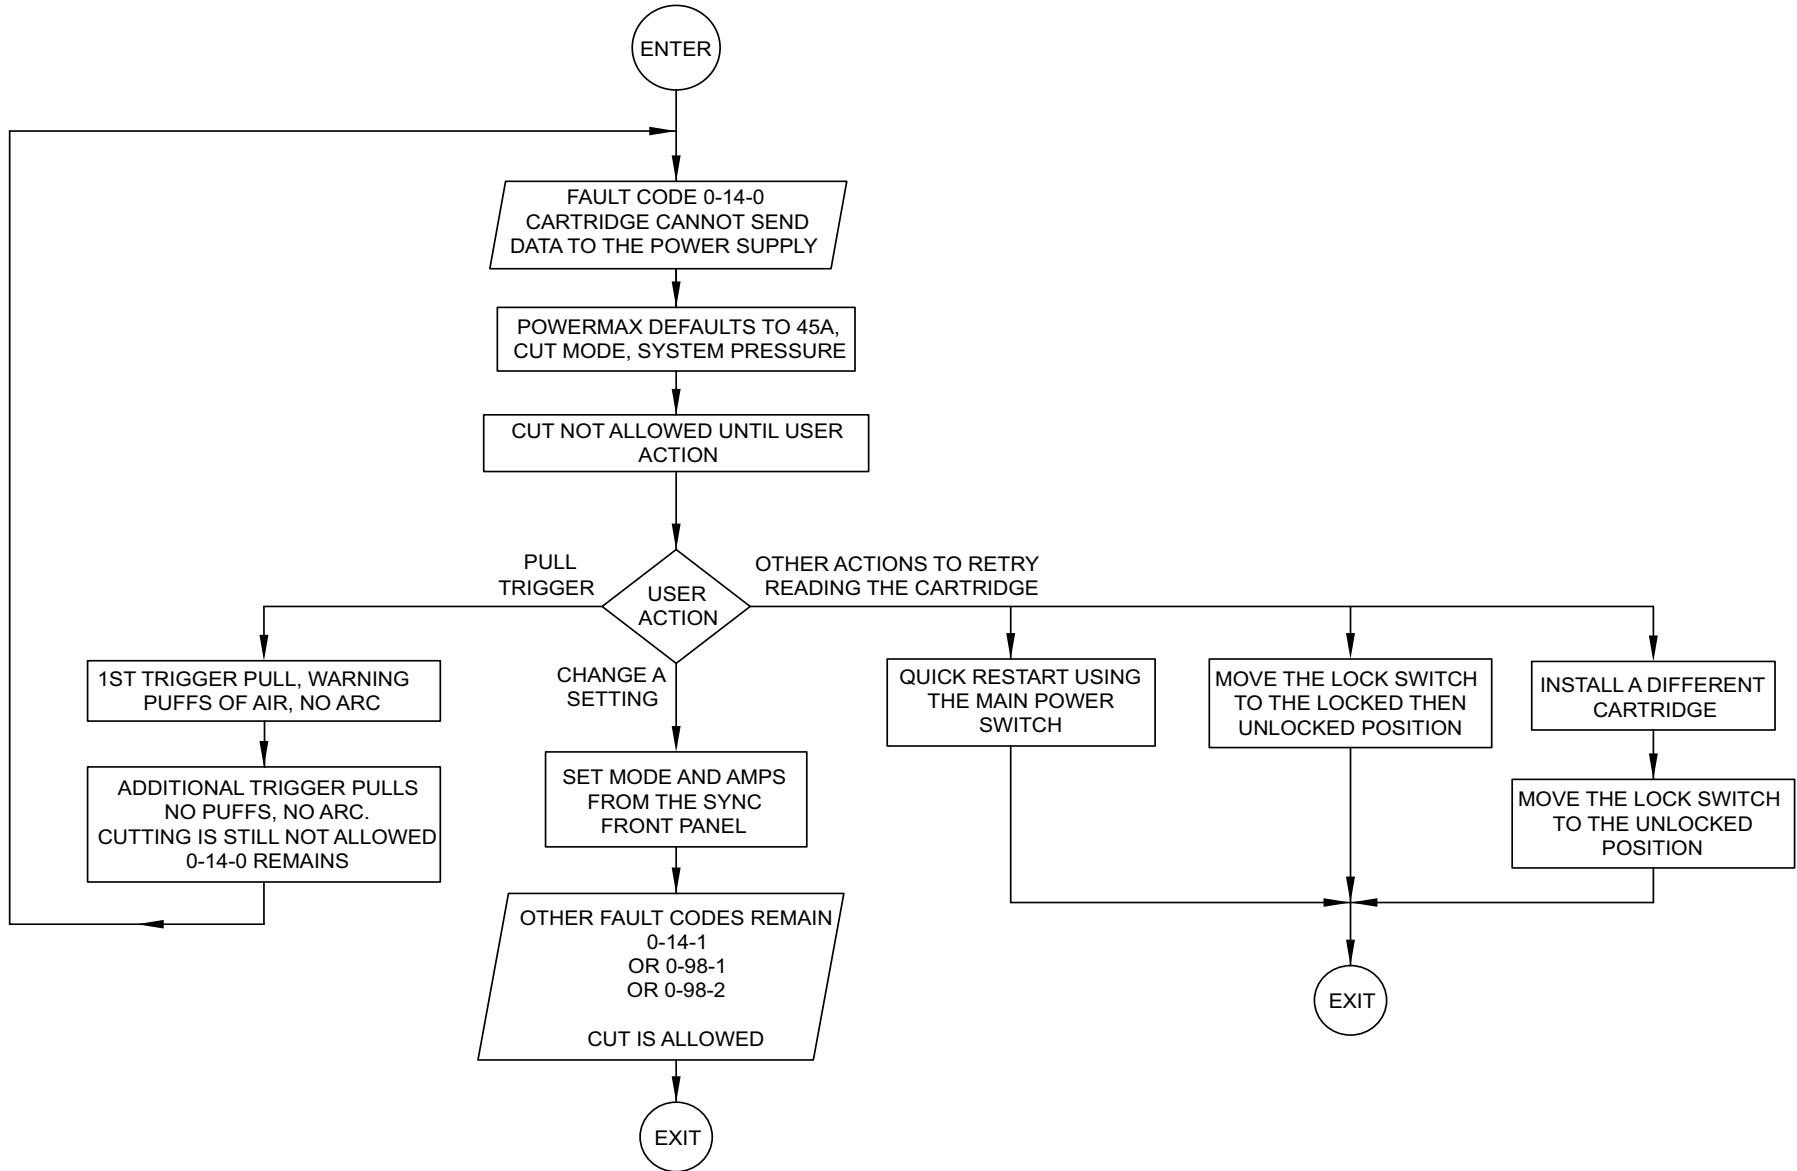 ENTER
FAULT CODE 0-14-0
CARTRIDGE CANNOT SEND
DATA TO THE POWER SUPPLY
POWERMAX DEFAULTS TO 45A,
CUT MODE, SYSTEM PRESSURE
CUT NOT ALLOWED UNTIL USER
ACTION
USER
ACTION
PULL
TRIGGER
1ST TRIGGER PULL, WARNING
PUFFS OF AIR, NO ARC
ADDITIONAL TRIGGER PULLS
NO PUFFS, NO ARC.
CUTTING IS STILL NOT ALLOWED
0-14-0 REMAINS
CHANGE A
SETTING
SET MODE AND AMPS
FROM THE SYNC
FRONT PANEL
OTHER FAULT CODES REMAIN
0-14-1
OR 0-98-1
OR 0-98-2
CUT IS ALLOWED
EXIT
OTHER ACTIONS TO RETRY
READING THE CARTRIDGE
QUICK RESTART USING
THE MAIN POWER
SWITCH
MOVE THE LOCK SWITCH
TO THE LOCKED THEN
UNLOCKED POSITION
INSTALL A DIFFERENT
CARTRIDGE
MOVE THE LOCK SWITCH
TO THE UNLOCKED
POSITION
EXIT